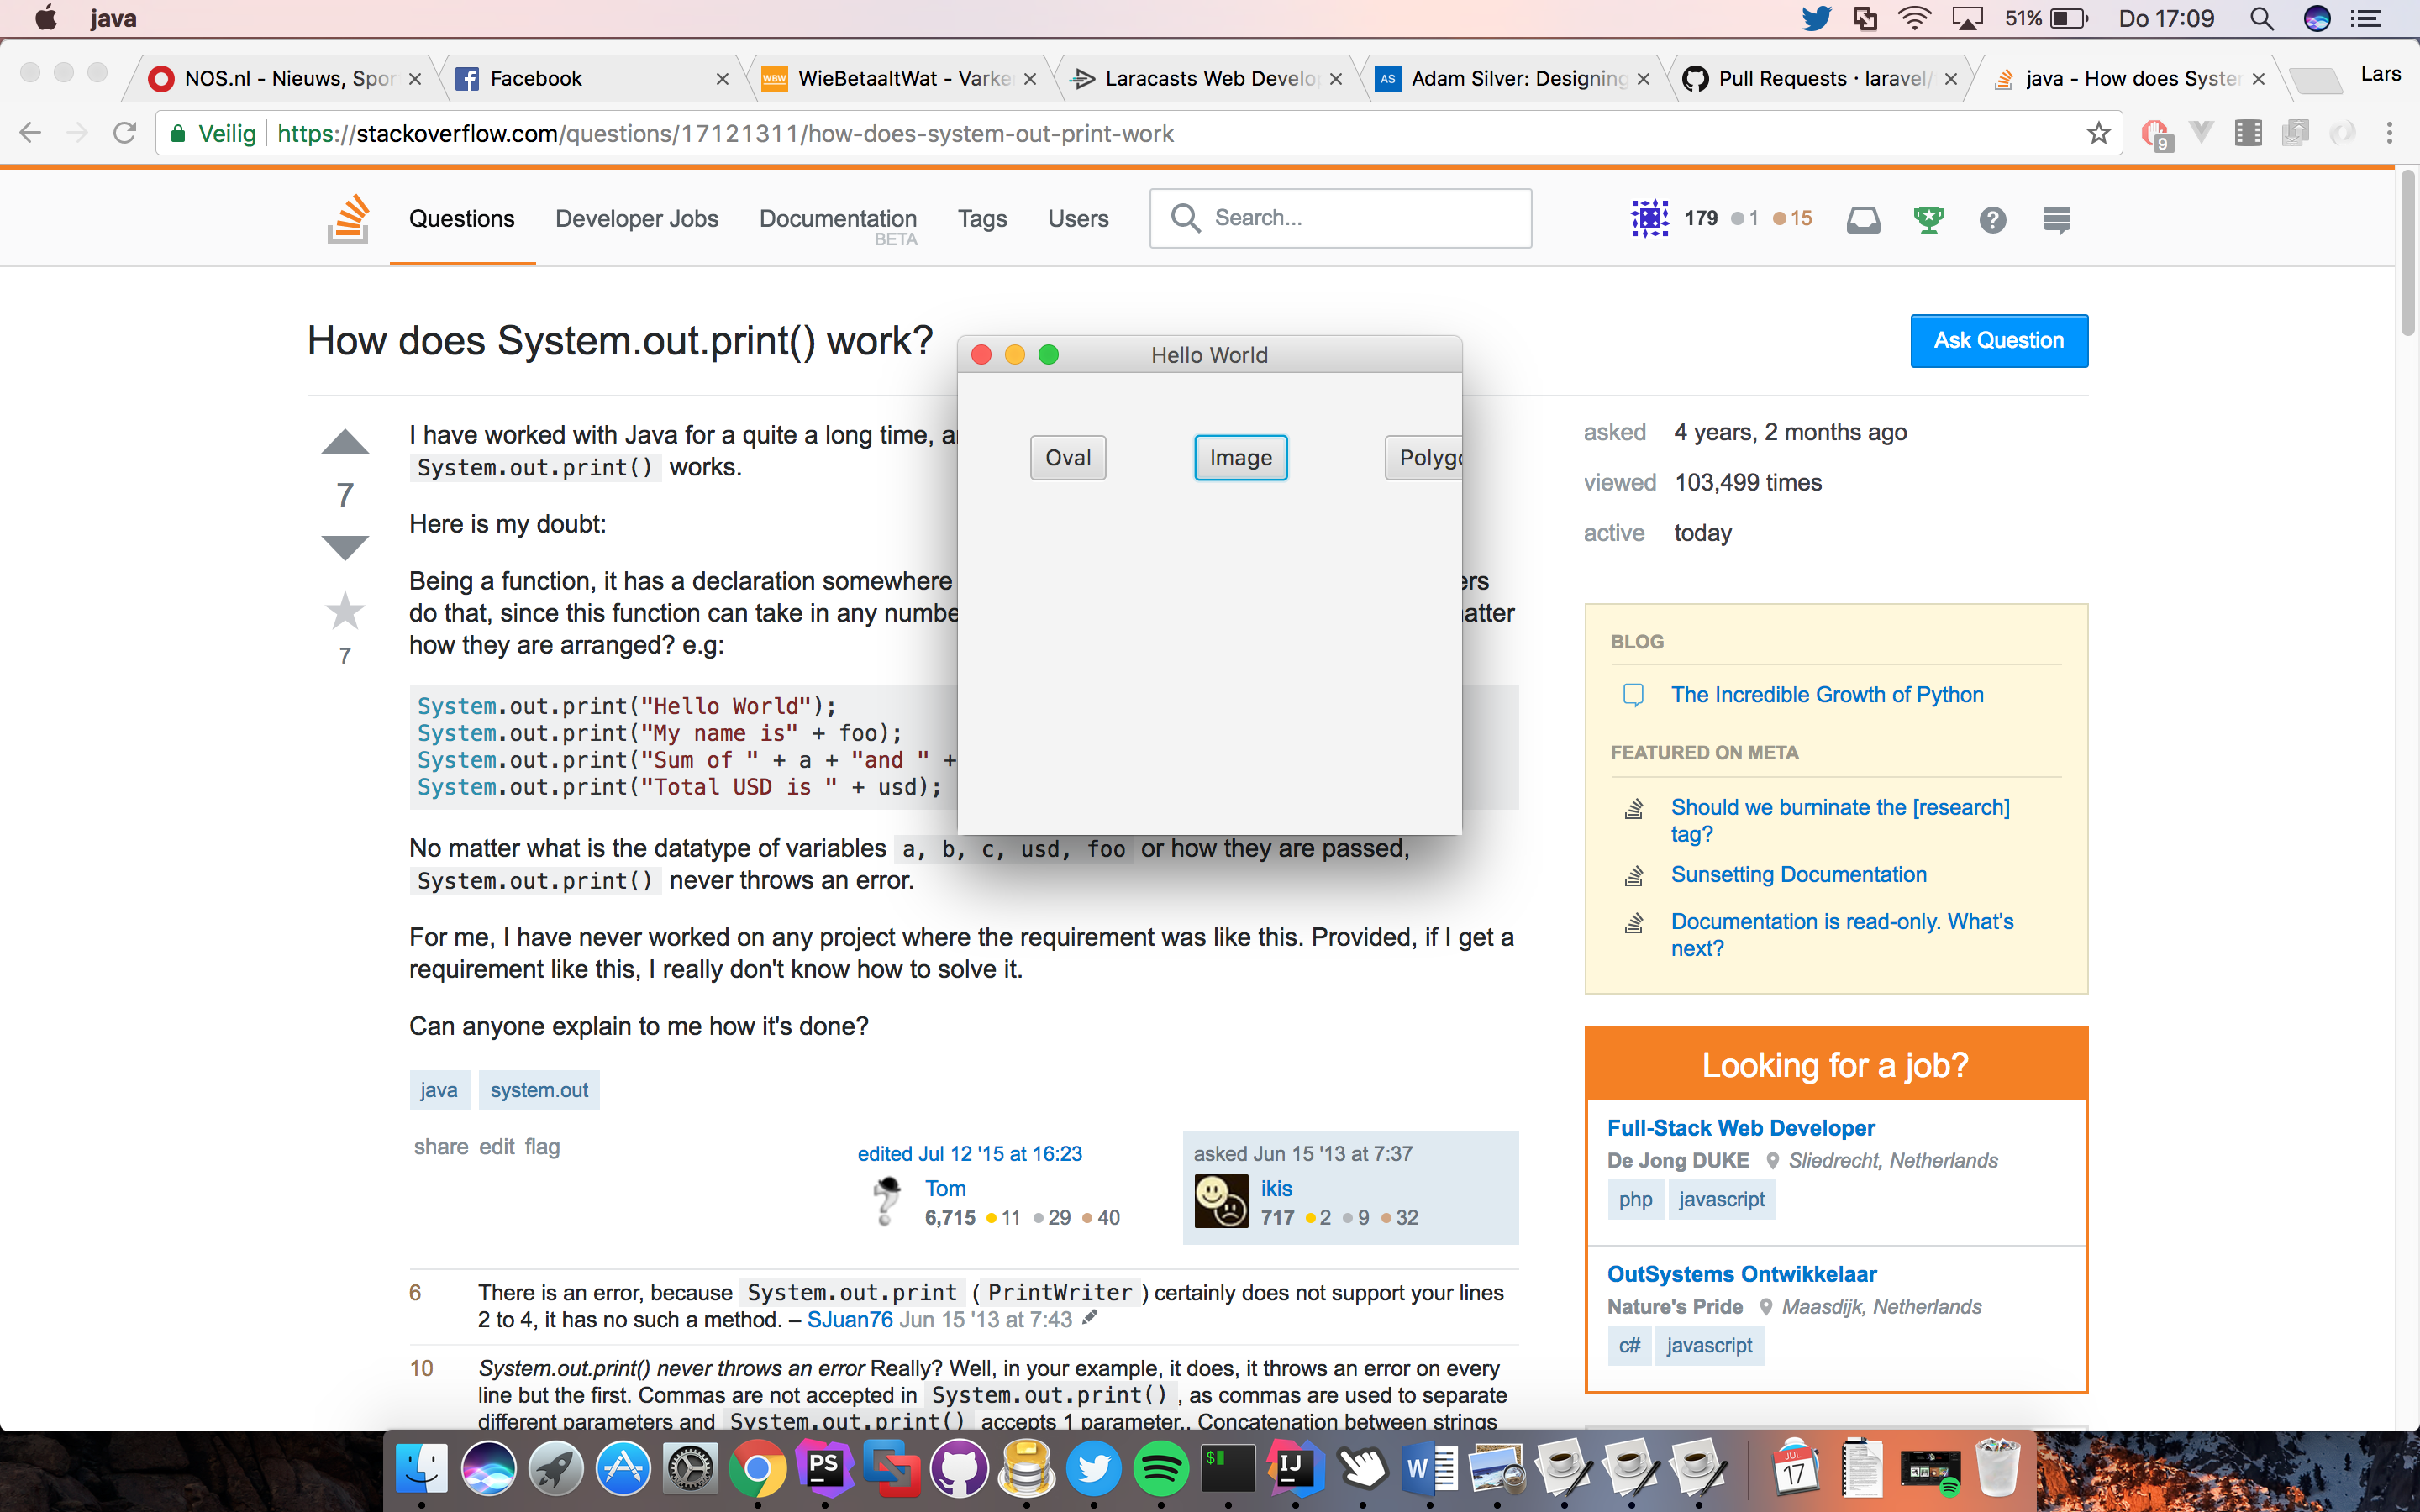 java
51%
Do 17:09
NOS.nl - Nieuws, Spor
Facebook
WieBetaaltWat - Varke
Laracasts Web Develo
Adam Silver: Designing
Pull Requests · laravel/
java - How does Syste
Lars
Veilig
https://stackoverflow.com/questions/17121311/how-does-system-out-print-work
9
Questions
Developer Jobs
Documentation
BETA
Tags
Users
Search...
179 1 15
How does System.out.print() work?
Ask Question
Hello World
Oval
Image
Polygo
7
7
I have worked with Java for a quite a long time, a
System.out.print() works.
Here is my doubt:
Being a function, it has a declaration somewhere ers
do that, since this function can take in any numbe atter
how they are arranged? e.g:
System.out.print("Hello World");
System.out.print("My name is" + foo);
System.out.print("Sum of " + a + "and " +
System.out.print("Total USD is " + usd);
No matter what is the datatype of variables a, b, c, usd, foo or how they are passed,
System.out.print() never throws an error.
For me, I have never worked on any project where the requirement was like this. Provided, if I get a
requirement like this, I really don't know how to solve it.
Can anyone explain to me how it's done?
java system.out
share edit flag
edited Jul 12 '15 at 16:23
Tom
6,715 11 29 40
asked Jun 15 '13 at 7:37
ikis
717 2 9 32
6
There is an error, because System.out.print ( PrintWriter ) certainly does not support your lines
2 to 4, it has no such a method. – SJuan76 Jun 15 '13 at 7:43
10
System.out.print() never throws an error Really? Well, in your example, it does, it throws an error on every
line but the first. Commas are not accepted in System.out.print() , as commas are used to separate
different parameters and System.out.print() accepts 1 parameter.. Concatenation between strings
asked 4 years, 2 months ago
viewed 103,499 times
active today
BLOG
The Incredible Growth of Python
FEATURED ON META
Should we burninate the [research]
tag?
Sunsetting Documentation
Documentation is read-only. What's
next?
Looking for a job?
Full-Stack Web Developer
De Jong DUKE Sliedrecht, Netherlands
php javascript
OutSystems Ontwikkelaar
Nature's Pride Maasdijk, Netherlands
c# javascript
WBW
AS
PS
$
IJ
W
JUL
17